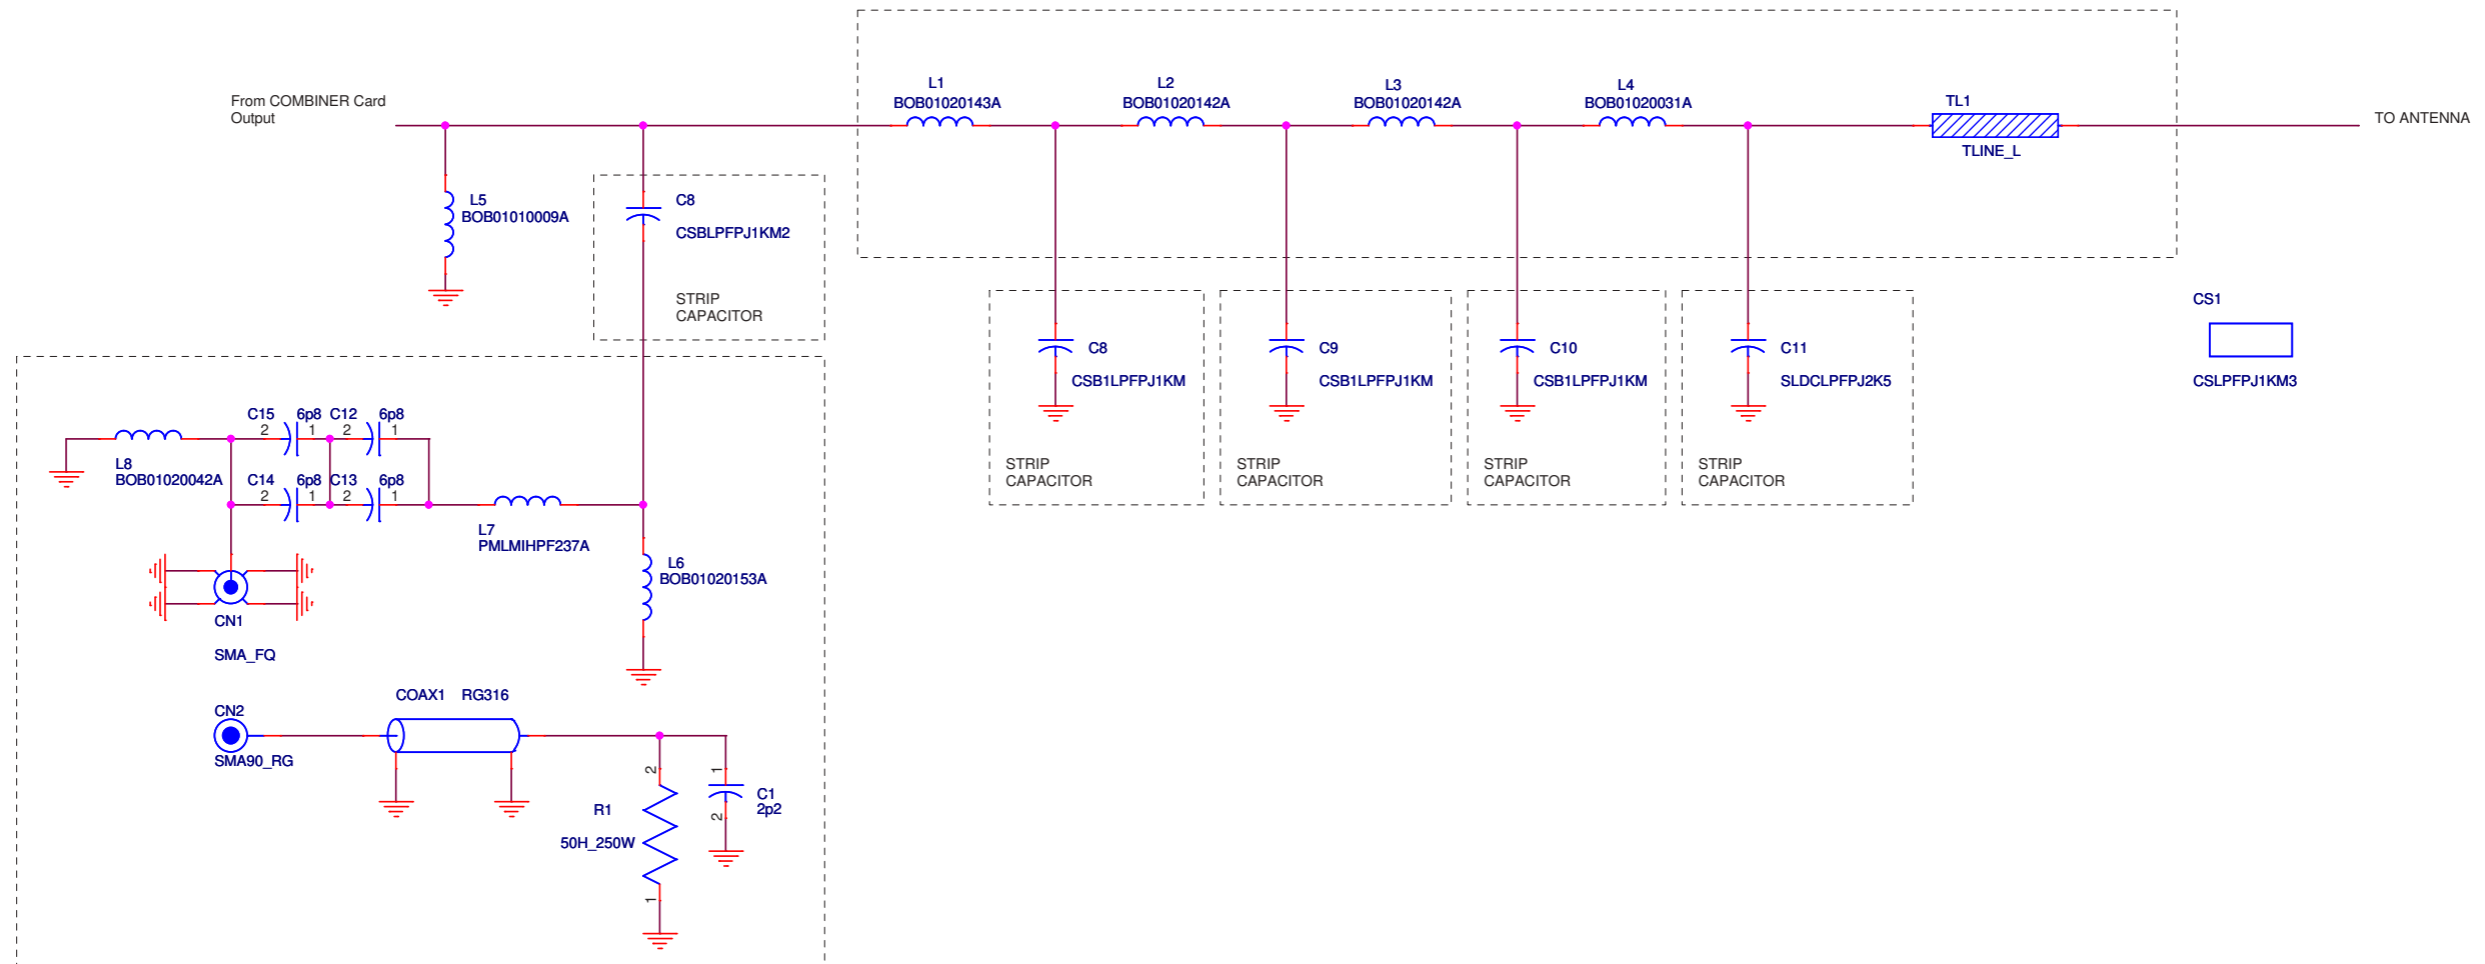 From COMBINER Card
Output
L1
BOB01020143A
L2
BOB01020142A
L3
BOB01020142A
L4
BOB01020031A
TL1
TLINE_L
TO ANTENNA
L5
BOB01010009A
C8
CSBLPFPJ1KM2
STRIP
CAPACITOR
C8
CSB1LPFPJ1KM
STRIP
CAPACITOR
C9
CSB1LPFPJ1KM
STRIP
CAPACITOR
C10
CSB1LPFPJ1KM
STRIP
CAPACITOR
C11
SLDCLPFPJ2K5
STRIP
CAPACITOR
CS1
CSLPFPJ1KM3
C15 6p8 C12 6p8
2 1 2 1
L8
BOB01020042A
C14 6p8 C13 6p8
2 1 2 1
L7
PMLMIHPF237A
L6
BOB01020153A
CN1
SMA_FQ
COAX1 RG316
CN2
SMA90_RG
2
1
R1
50H_250W
1
2
C1
2p2